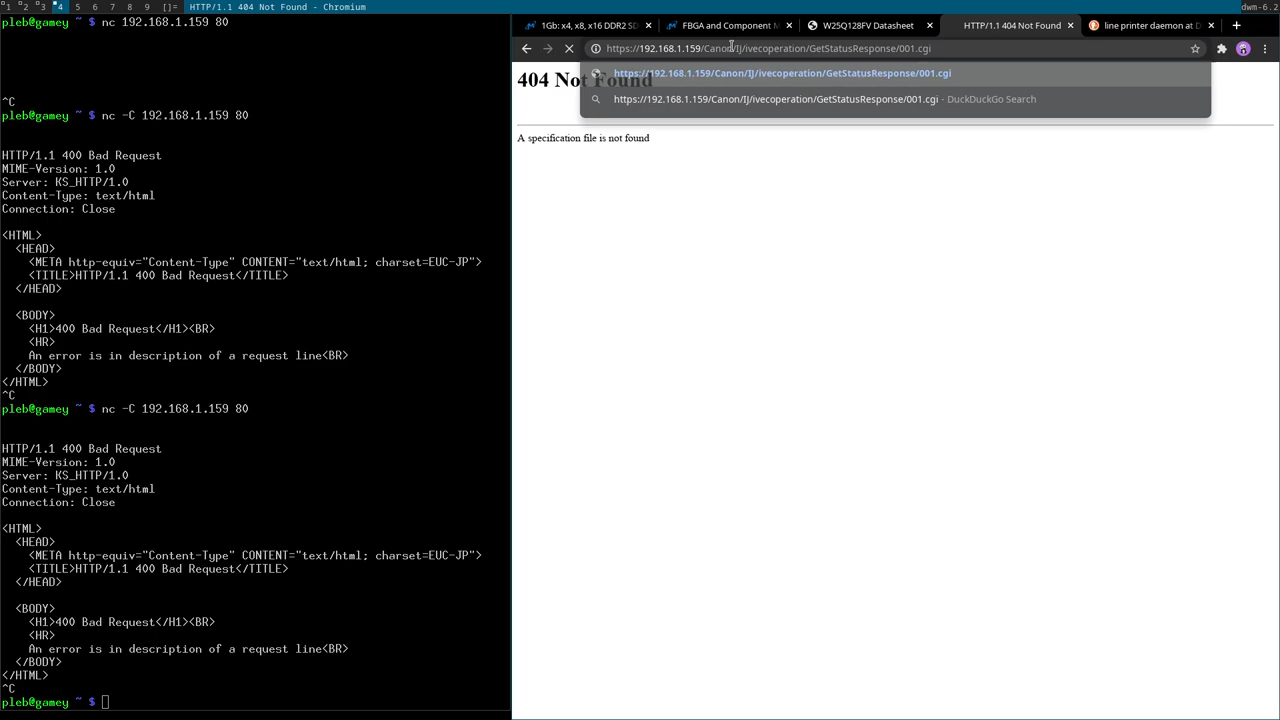 1 2 3 4 5 6 7 8 9 []= HTTP/1.1 404 Not Found - Chromium dwm-6.2
pleb@gamey ~ $ nc 192.168.1.159 80
^C
pleb@gamey ~ $ nc -C 192.168.1.159 80
HTTP/1.1 400 Bad Request
MIME-Version: 1.0
Server: KS_HTTP/1.0
Content-Type: text/html
Connection: Close
<HTML>
<HEAD>
<META http-equiv="Content-Type" CONTENT="text/html; charset=EUC-JP">
<TITLE>HTTP/1.1 400 Bad Request</TITLE>
</HEAD>
<BODY>
<H1>400 Bad Request</H1><BR>
<HR>
An error is in description of a request line<BR>
</BODY>
</HTML>
^C
pleb@gamey ~ $ nc -C 192.168.1.159 80
HTTP/1.1 400 Bad Request
MIME-Version: 1.0
Server: KS_HTTP/1.0
Content-Type: text/html
Connection: Close
<HTML>
<HEAD>
<META http-equiv="Content-Type" CONTENT="text/html; charset=EUC-JP">
<TITLE>HTTP/1.1 400 Bad Request</TITLE>
</HEAD>
<BODY>
<H1>400 Bad Request</H1><BR>
<HR>
An error is in description of a request line<BR>
</BODY>
</HTML>
^C
pleb@gamey ~ $
1Gb: x4, x8, x16 DDR2 SD
FBGA and Component M
W25Q128FV Datasheet
HTTP/1.1 404 Not Found
line printer daemon at D
https://192.168.1.159/Canon/IJ/ivecoperation/GetStatusResponse/001.cgi
https://192.168.1.159/Canon/IJ/ivecoperation/GetStatusResponse/001.cgi
https://192.168.1.159/Canon/IJ/ivecoperation/GetStatusResponse/001.cgi - DuckDuckGo Search
404 Not Found
A specification file is not found